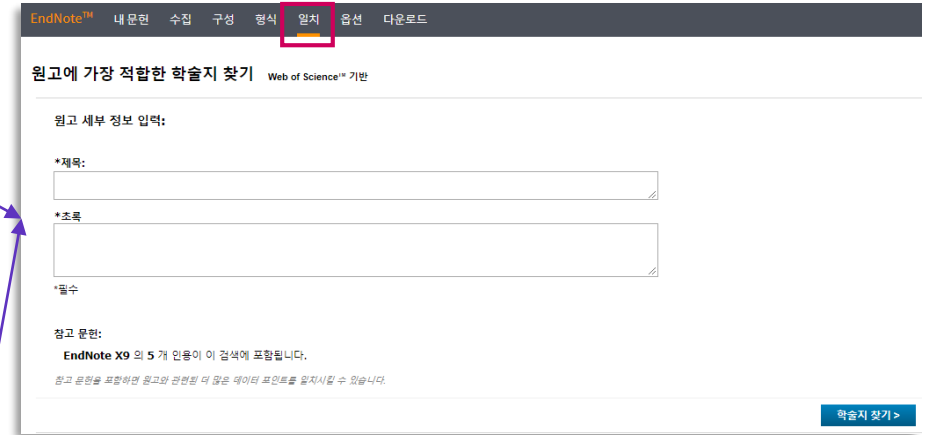 EndNote™ 내 문헌 수집 구성 형식 일치 옵션 다운로드
원고에 가장 적합한 학술지 찾기 Web of Science™ 기반
원고 세부 정보 입력:
*제목:
*초록
*필수
참고 문헌:
EndNote X9 의 5 개 인용이 이 검색에 포함됩니다.
참고 문헌을 포함하면 원고와 관련된 더 많은 데이터 포인트를 일치시킬 수 있습니다.
학술지 찾기 >